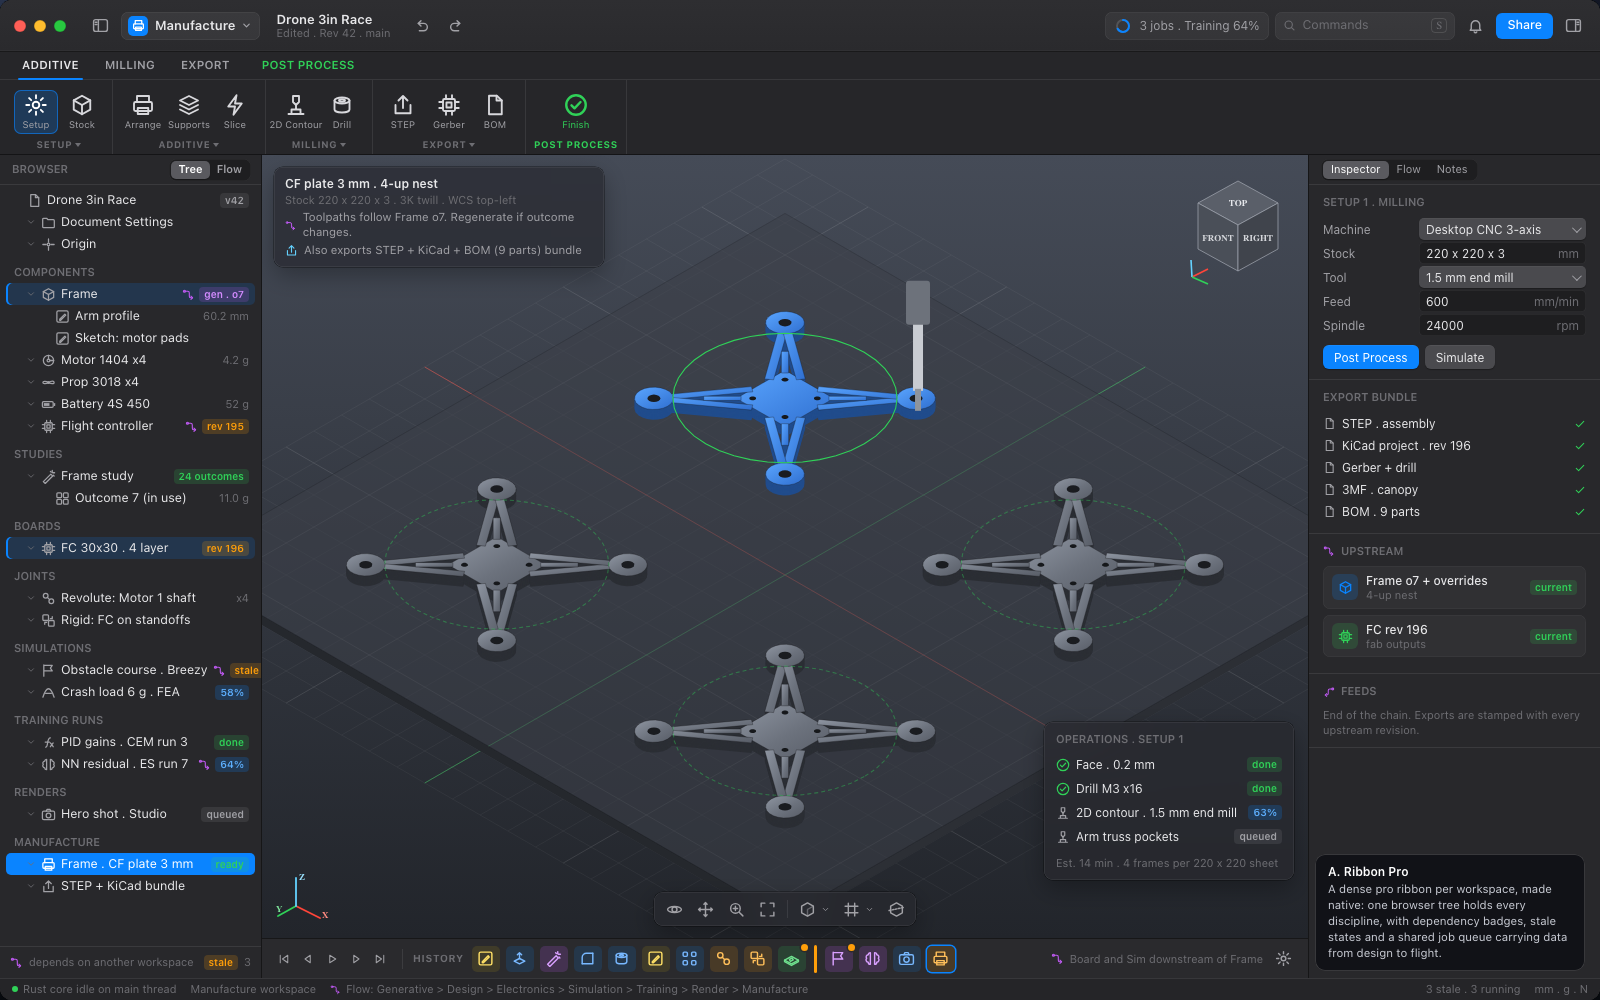 Manufacture
Drone 3in Race
Edited . Rev 42 . main
3 jobs . Training 64%
Commands
S
Share
ADDITIVE
MILLING
EXPORT
POST PROCESS
Setup
Stock
Arrange
Supports
Slice
2D Contour
Drill
STEP
Gerber
BOM
Finish
SETUP
ADDITIVE
MILLING
EXPORT
POST PROCESS
BROWSER
Tree
Flow
Drone 3in Race
v42
Document Settings
Origin
COMPONENTS
Frame
gen . o7
Arm profile
60.2 mm
Sketch: motor pads
Motor 1404 x4
4.2 g
Prop 3018 x4
Battery 4S 450
52 g
Flight controller
rev 195
STUDIES
Frame study
24 outcomes
Outcome 7 (in use)
11.0 g
BOARDS
FC 30x30 . 4 layer
rev 196
JOINTS
Revolute: Motor 1 shaft
x4
Rigid: FC on standoffs
SIMULATIONS
Obstacle course . Breezy
stale
Crash load 6 g . FEA
58%
TRAINING RUNS
PID gains . CEM run 3
done
NN residual . ES run 7
64%
RENDERS
Hero shot . Studio
queued
MANUFACTURE
Frame . CF plate 3 mm
ready
STEP + KiCad bundle
depends on another workspace
stale
3
CF plate 3 mm . 4-up nest
Stock 220 x 220 x 3 . 3K twill . WCS top-left
Toolpaths follow Frame o7. Regenerate if outcome
changes.
Also exports STEP + KiCad + BOM (9 parts) bundle
TOP
FRONT
RIGHT
Z
Y
X
OPERATIONS . SETUP 1
Face . 0.2 mm
done
Drill M3 x16
done
2D contour . 1.5 mm end mill
63%
Arm truss pockets
queued
Est. 14 min . 4 frames per 220 x 220 sheet
HISTORY
Board and Sim downstream of Frame
Inspector
Flow
Notes
SETUP 1 . MILLING
Machine
Desktop CNC 3-axis
Stock
220 x 220 x 3
mm
Tool
1.5 mm end mill
Feed
600
mm/min
Spindle
24000
rpm
Post Process
Simulate
EXPORT BUNDLE
STEP . assembly
KiCad project . rev 196
Gerber + drill
3MF . canopy
BOM . 9 parts
UPSTREAM
Frame o7 + overrides
4-up nest
current
FC rev 196
fab outputs
current
FEEDS
End of the chain. Exports are stamped with every
upstream revision.
A. Ribbon Pro
A dense pro ribbon per workspace, made
native: one browser tree holds every
discipline, with dependency badges, stale
states and a shared job queue carrying data
from design to flight.
Rust core idle on main thread
Manufacture workspace
Flow: Generative > Design > Electronics > Simulation > Training > Render > Manufacture
3 stale . 3 running
mm . g . N